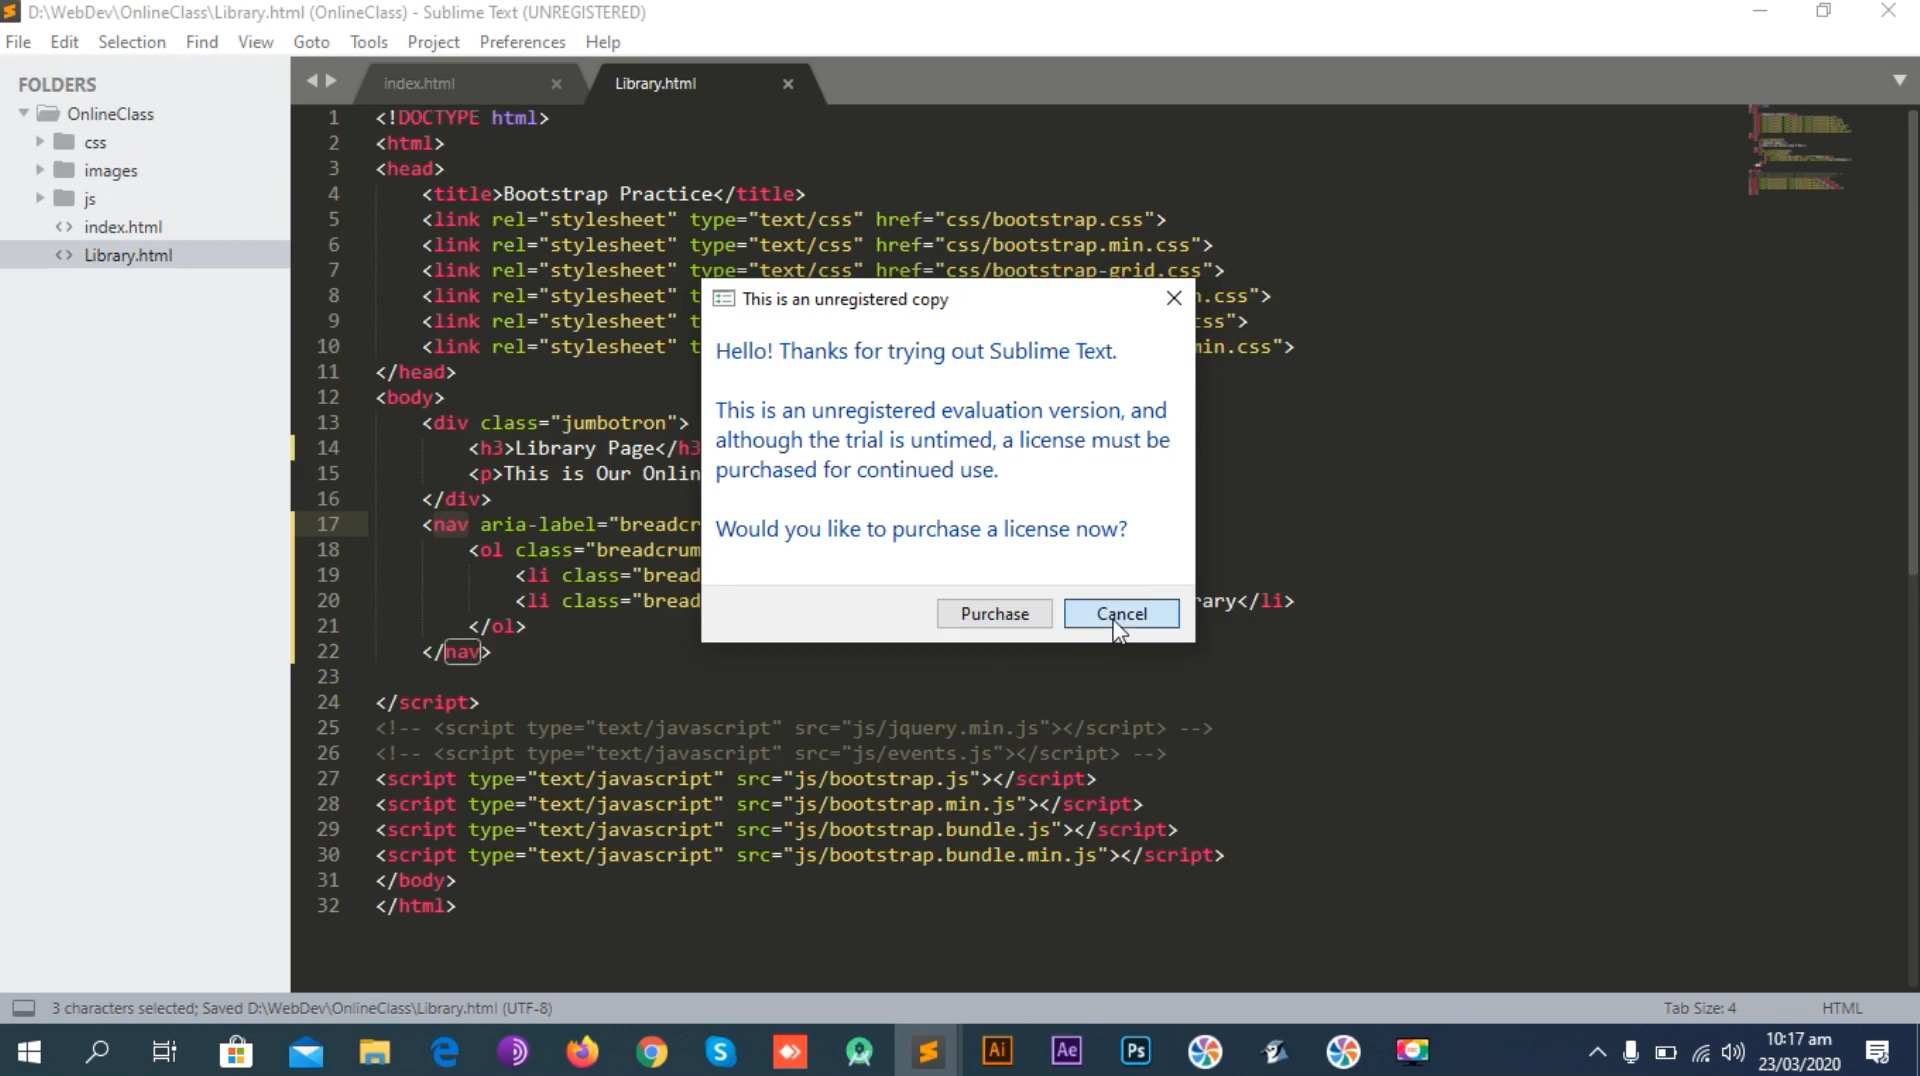 D:\WebDev\OnlineClass\Library.html (OnlineClass) - Sublime Text (UNREGISTERED)
File Edit Selection Find View Goto Tools Project Preferences Help
FOLDERS
OnlineClass
css
images
js
index.html
Library.html
index.html Library.html
1 <!DOCTYPE html>
2 <html>
3 <head>
4 <title>Bootstrap Practice</title>
5 <link rel="stylesheet" type="text/css" href="css/bootstrap.css">
6 <link rel="stylesheet" type="text/css" href="css/bootstrap.min.css">
7 <link rel="stylesheet" type="text/css" href="css/bootstrap-grid.css">
8 <link rel="stylesheet" t n.css">
9 <link rel="stylesheet" t ss">
10 <link rel="stylesheet" t min.css">
11 </head>
12 <body>
13 <div class="jumbotron">
14 <h3>Library Page</h3
15 <p>This is Our Onlin
16 </div>
17 <nav aria-label="breadcr
18 <ol class="breadcrum
19 <li class="bread
20 <li class="bread rary</li>
21 </ol>
22 </nav>
23
24 </script>
25 <!-- <script type="text/javascript" src="js/jquery.min.js"></script> -->
26 <!-- <script type="text/javascript" src="js/events.js"></script> -->
27 <script type="text/javascript" src="js/bootstrap.js"></script>
28 <script type="text/javascript" src="js/bootstrap.min.js"></script>
29 <script type="text/javascript" src="js/bootstrap.bundle.js"></script>
30 <script type="text/javascript" src="js/bootstrap.bundle.min.js"></script>
31 </body>
32 </html>
This is an unregistered copy
Hello! Thanks for trying out Sublime Text.
This is an unregistered evaluation version, and
although the trial is untimed, a license must be
purchased for continued use.
Would you like to purchase a license now?
Purchase Cancel
3 characters selected; Saved D:\WebDev\OnlineClass\Library.html (UTF-8) Tab Size: 4 HTML
Ai Ae Ps
10:17 am
23/03/2020